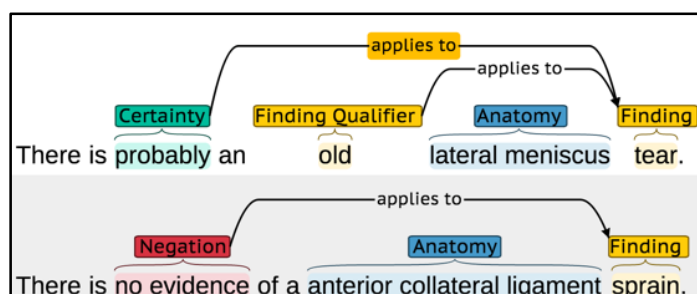 applies to
applies to
Certainty Finding Qualifier Anatomy Finding
There is probably an old lateral meniscus tear.
applies to
Negation Anatomy Finding
There is no evidence of a anterior collateral ligament sprain.